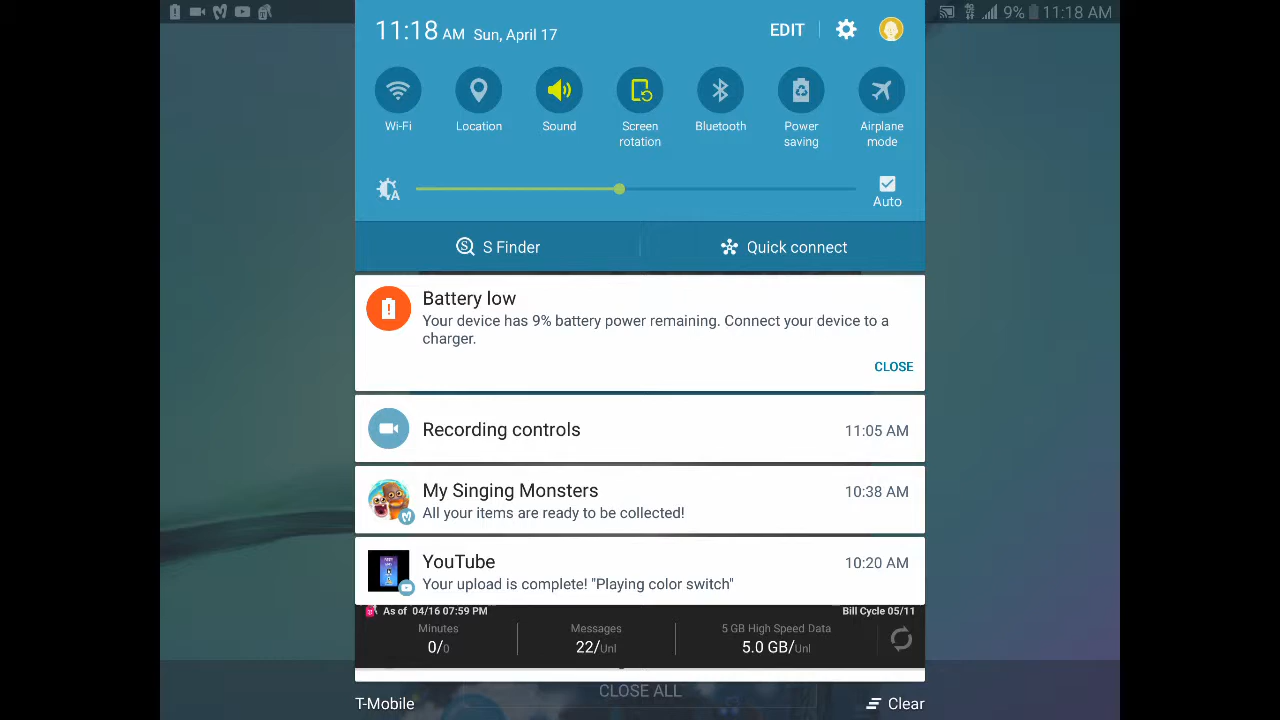 9% 11:18 AM
11:18 AM Sun, April 17 EDIT
Wi-Fi Location Sound Screen rotation Bluetooth Power saving Airplane mode
A Auto
S Finder Quick connect
Battery low
Your device has 9% battery power remaining. Connect your device to a
charger.
CLOSE
Recording controls 11:05 AM
My Singing Monsters 10:38 AM
All your items are ready to be collected!
YouTube 10:20 AM
Your upload is complete! "Playing color switch"
As of 04/16 07:59 PM Bill Cycle 05/11
Minutes Messages 5 GB High Speed Data
0/0 22/Unl 5.0 GB/Unl
CLOSE ALL
T-Mobile Clear